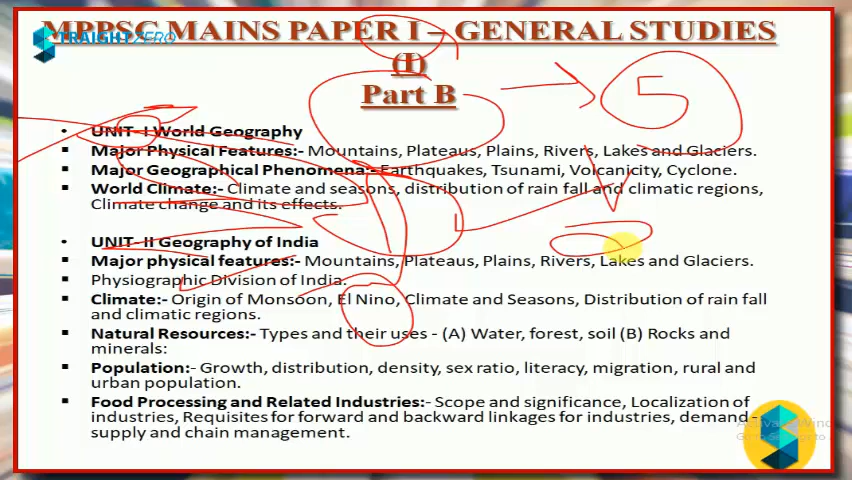 MPPSC MAINS PAPER I – GENERAL STUDIES
STRAIGHTZERO
(I)
Part B
5
• UNIT- I World Geography
▪ Major Physical Features:- Mountains, Plateaus, Plains, Rivers, Lakes and Glaciers.
▪ Major Geographical Phenomena:- Earthquakes, Tsunami, Volcanicity, Cyclone.
▪ World Climate:- Climate and seasons, distribution of rain fall and climatic regions,
Climate change and its effects.
• UNIT- II Geography of India
▪ Major physical features:- Mountains, Plateaus, Plains, Rivers, Lakes and Glaciers.
▪ Physiographic Division of India.
▪ Climate:- Origin of Monsoon, El Nino, Climate and Seasons, Distribution of rain fall
and climatic regions.
▪ Natural Resources:- Types and their uses - (A) Water, forest, soil (B) Rocks and
minerals:
▪ Population:- Growth, distribution, density, sex ratio, literacy, migration, rural and
urban population.
▪ Food Processing and Related Industries:- Scope and significance, Localization of
industries, Requisites for forward and backward linkages for industries, demand -
supply and chain management.